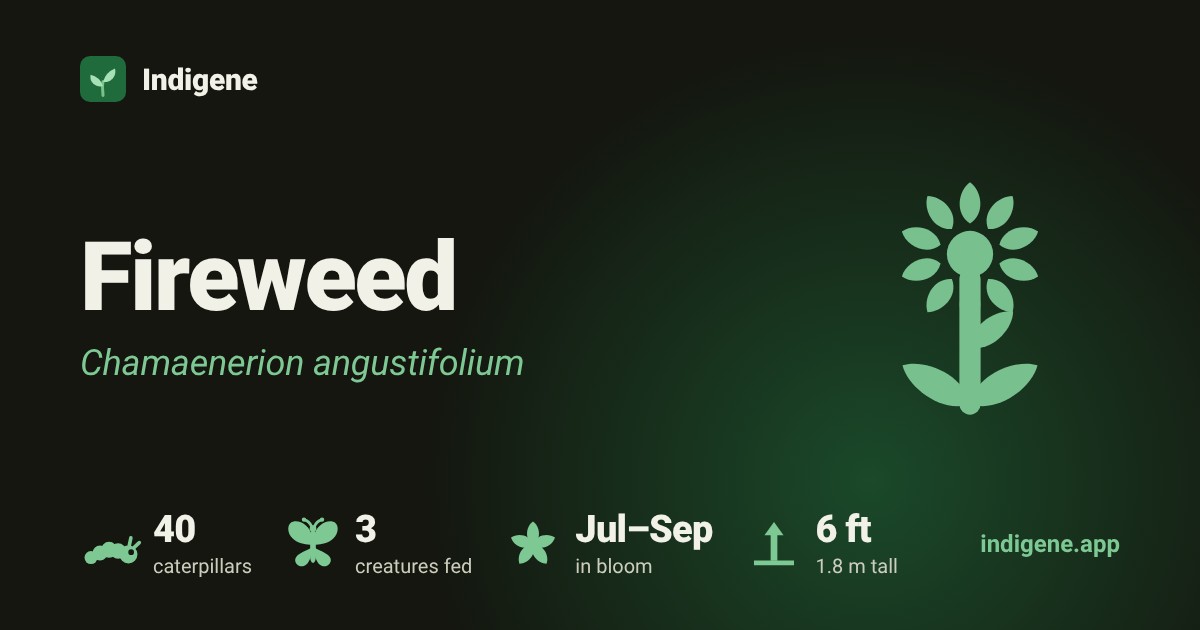 Indigene
Fireweed
Chamaenerion angustifolium
40
caterpillars
3
creatures fed
Jul–Sep
in bloom
6 ft
1.8 m tall
indigene.app